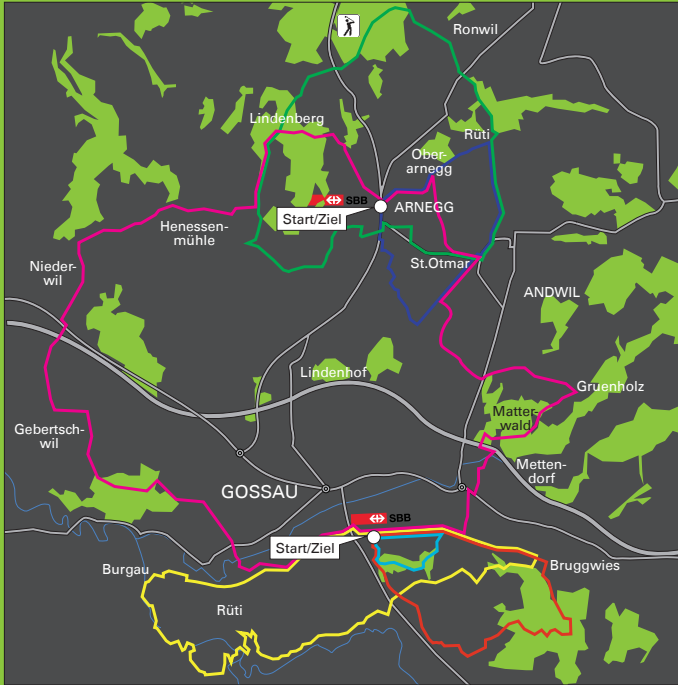 Ronwil
Lindenberg
Rüti
Ober-
arnegg
SBB
Start/Ziel
ARNEGG
Henessen-
mühle
St.Otmar
Nieder-
wil
ANDWIL
Lindenhof
Gruenholz
Matter-
wald
Gebertsch-
wil
Metten-
dorf
GOSSAU
SBB
Start/Ziel
Bruggwies
Burgau
Rüti